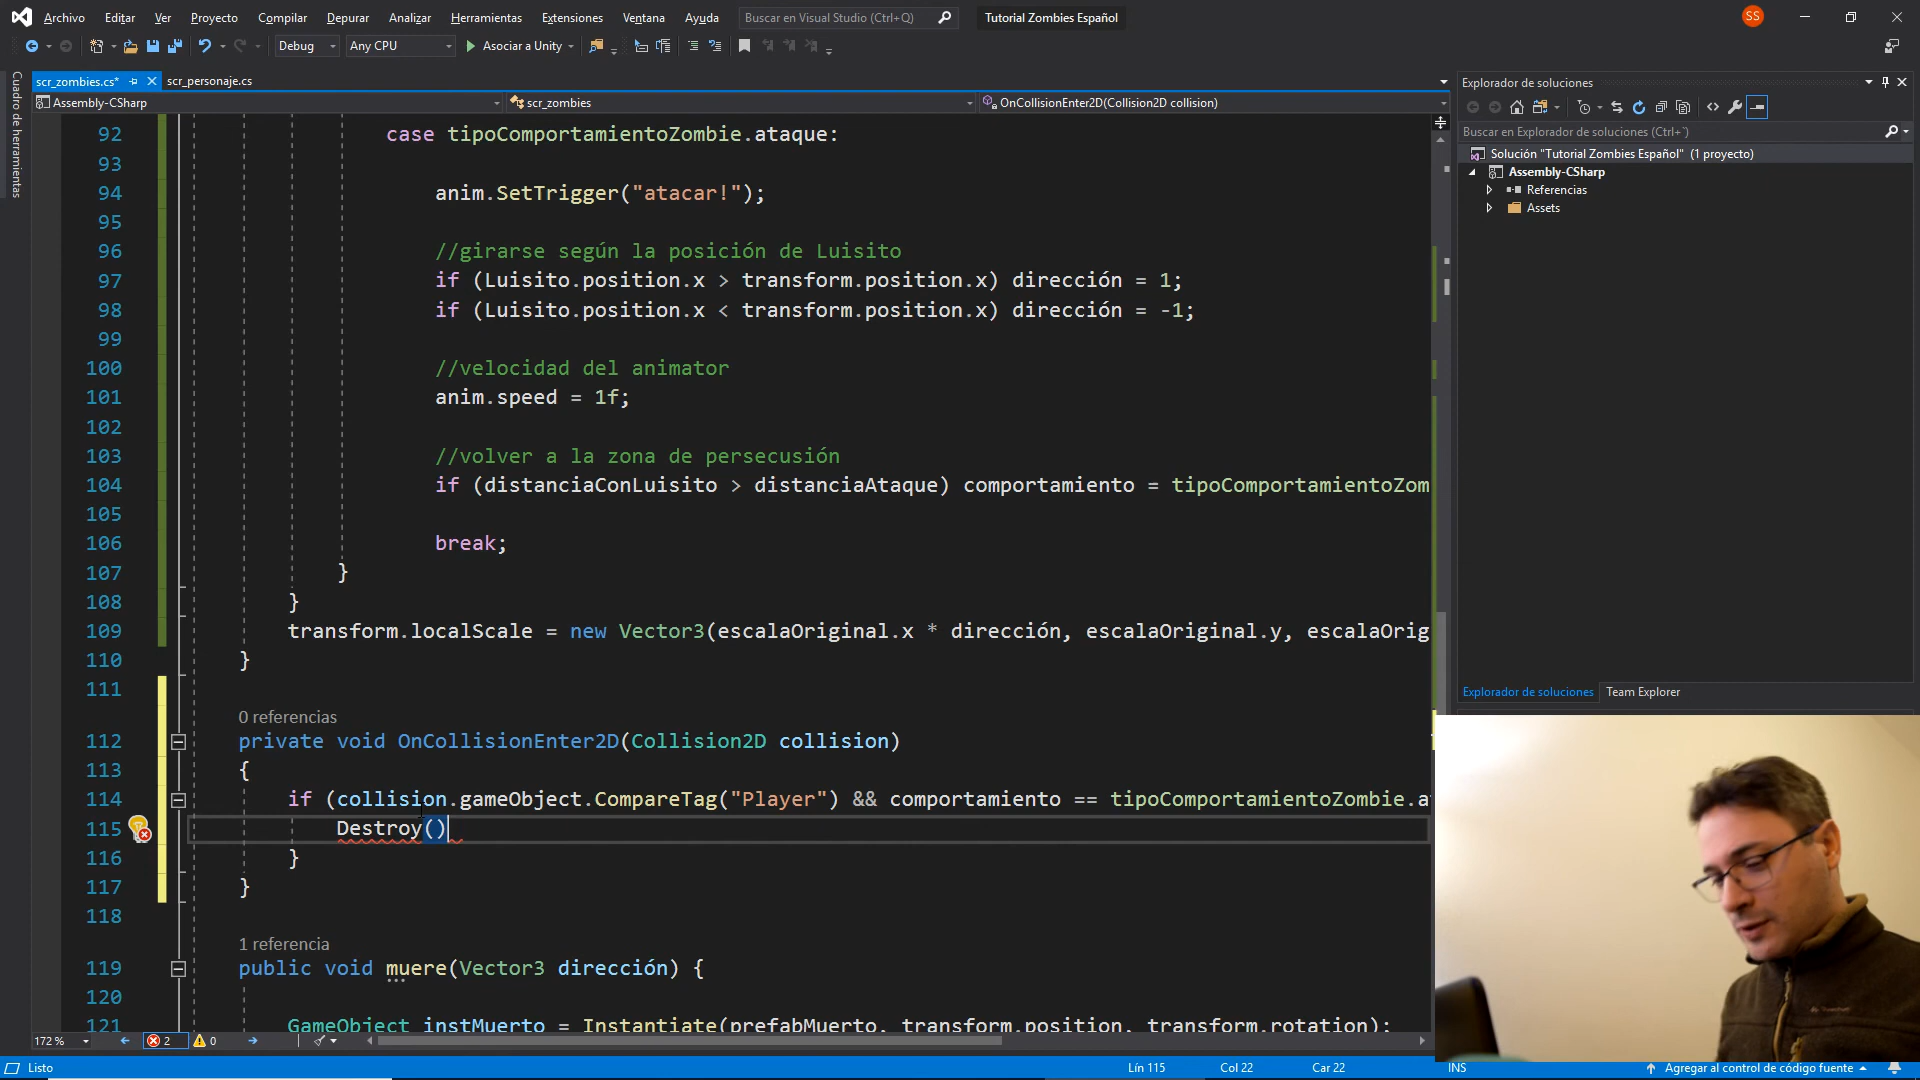 Archivo Editar Ver Proyecto Compilar Depurar Analizar Herramientas Extensiones Ventana Ayuda Buscar en Visual Studio (Ctrl+Q) Tutorial Zombies Español SS
Debug Any CPU Asociar a Unity
Cuadro de herramientas
scr_zombies.cs* scr_personaje.cs
Assembly-CSharp scr_zombies OnCollisionEnter2D(Collision2D collision)
92 case tipoComportamientoZombie.ataque:
93
94 anim.SetTrigger("atacar!");
95
96 //girarse según la posición de Luisito
97 if (Luisito.position.x > transform.position.x) dirección = 1;
98 if (Luisito.position.x < transform.position.x) dirección = -1;
99
100 //velocidad del animator
101 anim.speed = 1f;
102
103 //volver a la zona de persecusión
104 if (distanciaConLuisito > distanciaAtaque) comportamiento = tipoComportamientoZom
105
106 break;
107 }
108 }
109 transform.localScale = new Vector3(escalaOriginal.x * dirección, escalaOriginal.y, escalaOrig
110 }
111
0 referencias
112 private void OnCollisionEnter2D(Collision2D collision)
113 {
114 if (collision.gameObject.CompareTag("Player") && comportamiento == tipoComportamientoZombie.a
115 Destroy()
116 }
117 }
118
1 referencia
119 public void muere(Vector3 dirección) {
120
121 GameObject instMuerto = Instantiate(prefabMuerto, transform.position, transform.rotation);
172 % 2 0
Listo Lín 115 Col 22 Car 22 INS Agregar al control de código fuente
Explorador de soluciones
Buscar en Explorador de soluciones (Ctrl+`)
Solución "Tutorial Zombies Español" (1 proyecto)
Assembly-CSharp
Referencias
Assets
Explorador de soluciones Team Explorer